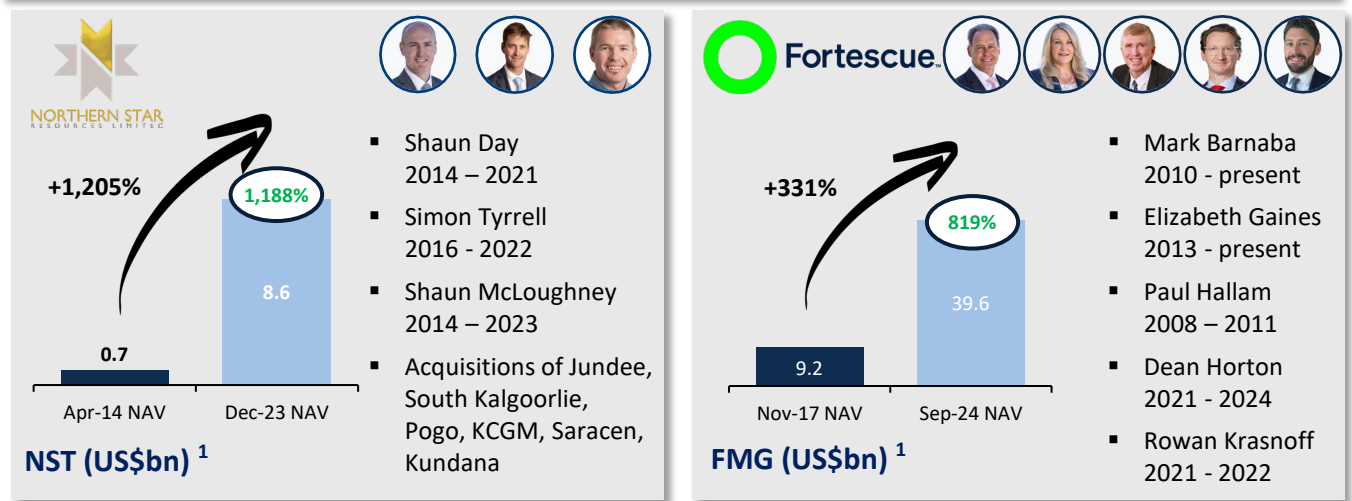 NORTHERN STAR
RESOURCES LIMITED
+1,205%
1,188%
8.6
0.7
Apr-14 NAV
Dec-23 NAV
NST (US$bn) 1
▪ Shaun Day
2014 – 2021
▪ Simon Tyrrell
2016 - 2022
▪ Shaun McLoughney
2014 – 2023
▪ Acquisitions of Jundee,
South Kalgoorlie,
Pogo, KCGM, Saracen,
Kundana
Fortescue™
+331%
819%
39.6
9.2
Nov-17 NAV
Sep-24 NAV
FMG (US$bn) 1
▪ Mark Barnaba
2010 - present
▪ Elizabeth Gaines
2013 - present
▪ Paul Hallam
2008 – 2011
▪ Dean Horton
2021 - 2024
▪ Rowan Krasnoff
2021 - 2022